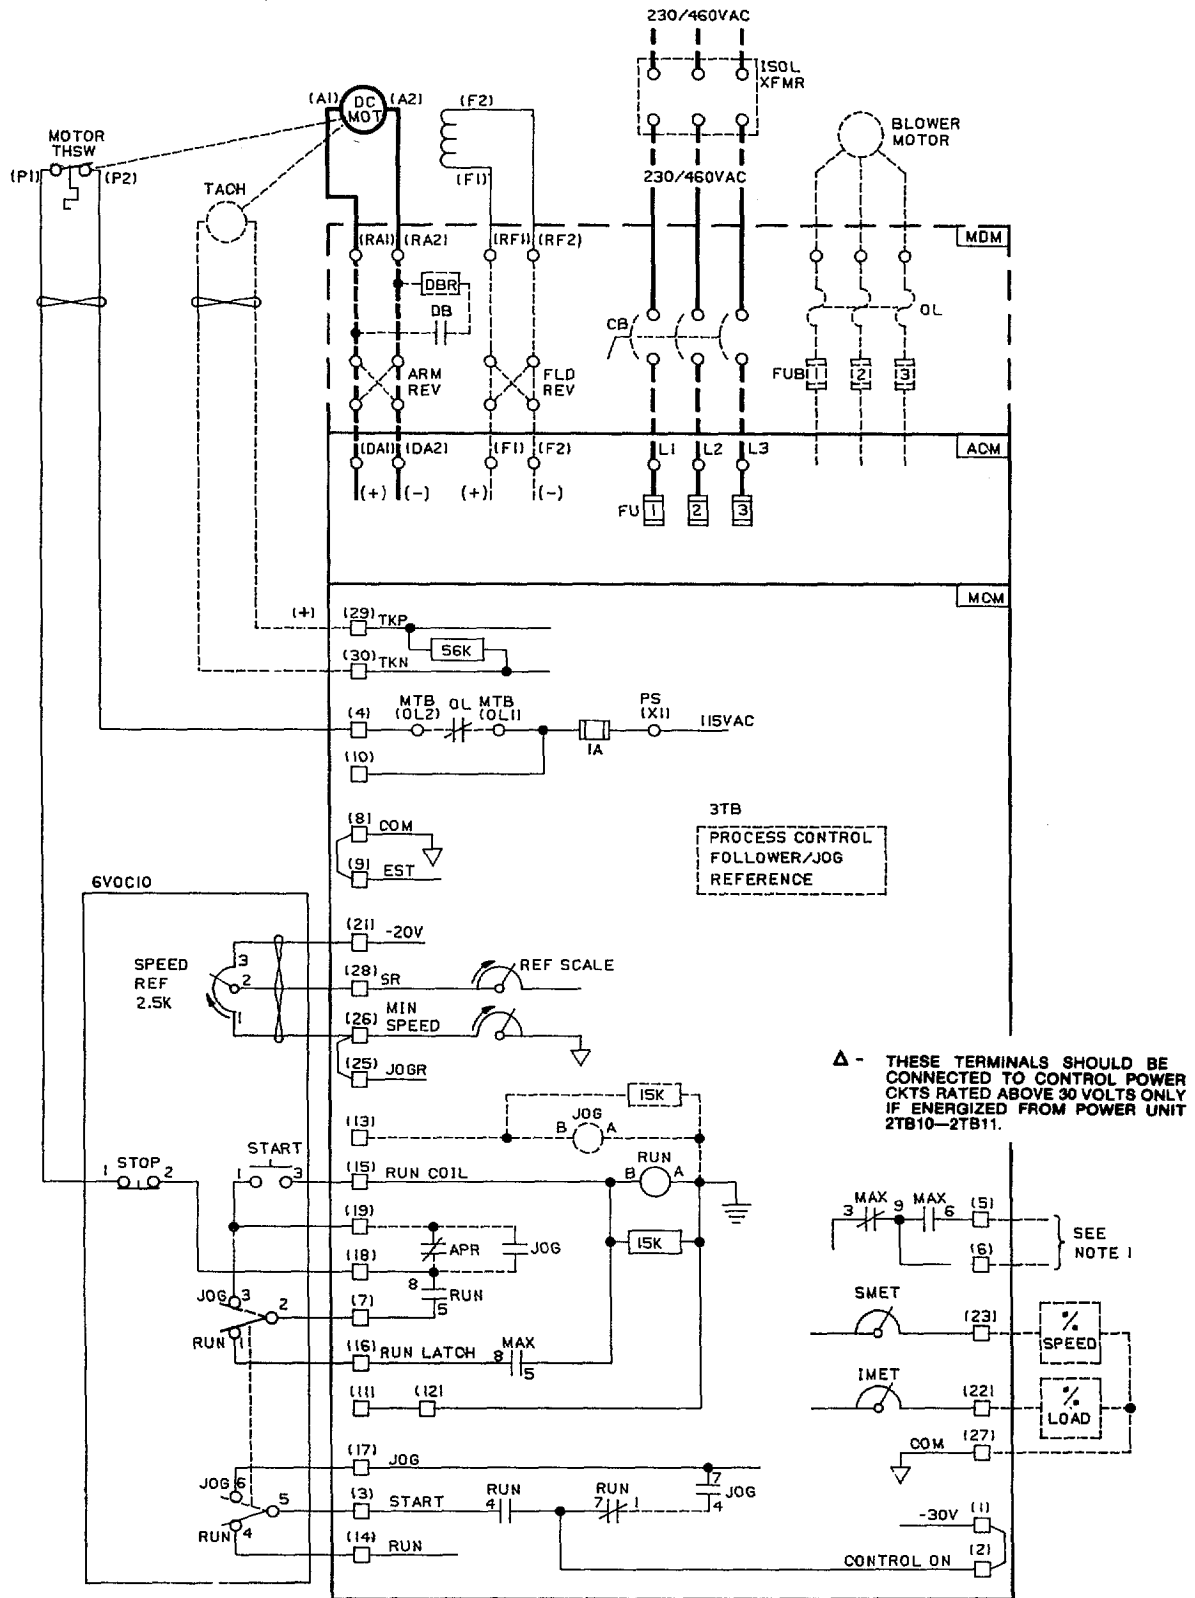 230/460VAC
ISOL
XFMR
(A1) DC MOT (A2)
(F2)
BLOWER
MOTOR
MOTOR
THSW
(P1) (P2)
(F1)
230/460VAC
TACH
MDM
(RA1) (RA2) (RF1) (RF2)
DBR
DB
CB
OL
ARM
REV
FLD
REV
FUB 1 2 3
(DA1) (DA2) (F1) (F2) L1 L2 L3
ACM
(+) (-) (+) (-)
FU 1 2 3
MCM
(+) (29) TKP
56K
(30) TKN
(4) MTB (OL2) OL MTB (OL1) 1A PS (X1) 115VAC
(10)
3TB
PROCESS CONTROL
FOLLOWER/JOG
REFERENCE
(8) COM
(9) EST
6VOC10
(21) -20V
SPEED
REF
2.5K
3
2
1
(28) SR REF SCALE
(26) MIN SPEED
(25) JOGR
Δ - THESE TERMINALS SHOULD BE
CONNECTED TO CONTROL POWER
CKTS RATED ABOVE 30 VOLTS ONLY
IF ENERGIZED FROM POWER UNIT
2TB10—2TB11.
15K
(13) B JOG A
START
1 STOP 2
1 3 (15) RUN COIL B RUN A
(19)
APR JOG
15K
(18)
8 RUN 5
JOG 3
2
RUN 1
(7)
(16) RUN LATCH 8 MAX 5
(11) (12)
3 MAX 9 MAX 6 (5)
(6)
SEE
NOTE 1
SMET (23) % SPEED
IMET (22) % LOAD
COM (27)
(17) JOG
JOG 6
5
RUN 4
(3) START 4 RUN 7 RUN 1
7 JOG 4
(14) RUN
-30V (1)
CONTROL ON (2)